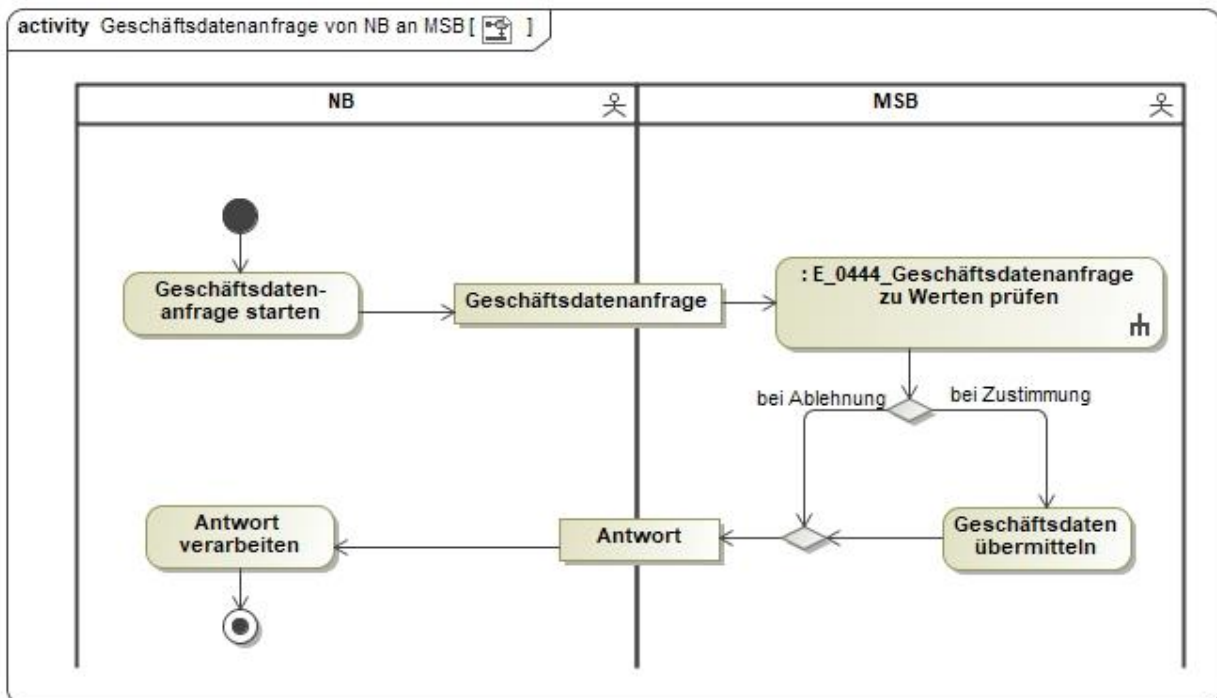 activity Geschäftsdatenanfrage von NB an MSB [ ]
NB
MSB
Geschäftsdaten-
anfrage starten
Geschäftsdatenanfrage
: E_0444_Geschäftsdatenanfrage
zu Werten prüfen
bei Ablehnung
bei Zustimmung
Antwort
verarbeiten
Antwort
Geschäftsdaten
übermitteln